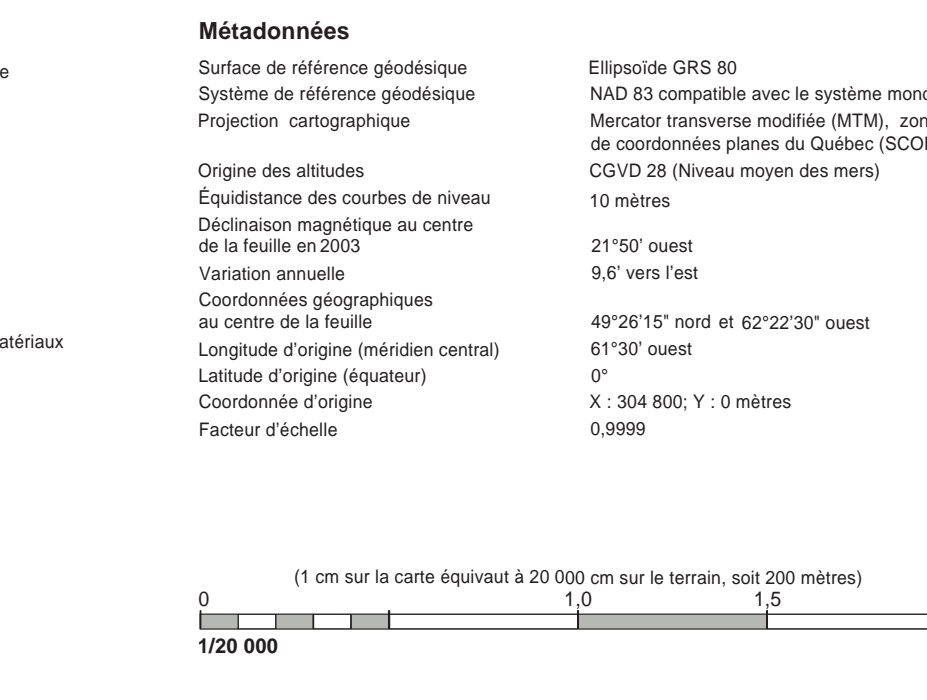 Métadonnées
e
Surface de référence géodésique Ellipsoïde GRS 80
Système de référence géodésique NAD 83 compatible avec le système
Projection cartographique Mercator transverse modifiée (MTM),
de coordonnées planes du Québec
Origine des altitudes CGVD 28 (Niveau moyen des mers)
Équidistance des courbes de niveau 10 mètres
Déclinaison magnétique au centre
de la feuille en 2003 21°50' ouest
Variation annuelle 9,6' vers l'est
Coordonnées géographiques
au centre de la feuille 49°26'15" nord et 62°22'30" ouest
atériaux
Longitude d'origine (méridien central) 61°30' ouest
Latitude d'origine (équateur) 0°
Coordonnée d'origine X : 304 800; Y : 0 mètres
Facteur d'échelle 0,9999
(1 cm sur la carte équivaut à 20 000 cm sur le terrain, soit 200 mètres)
0 1,0 1,5
1/20 000